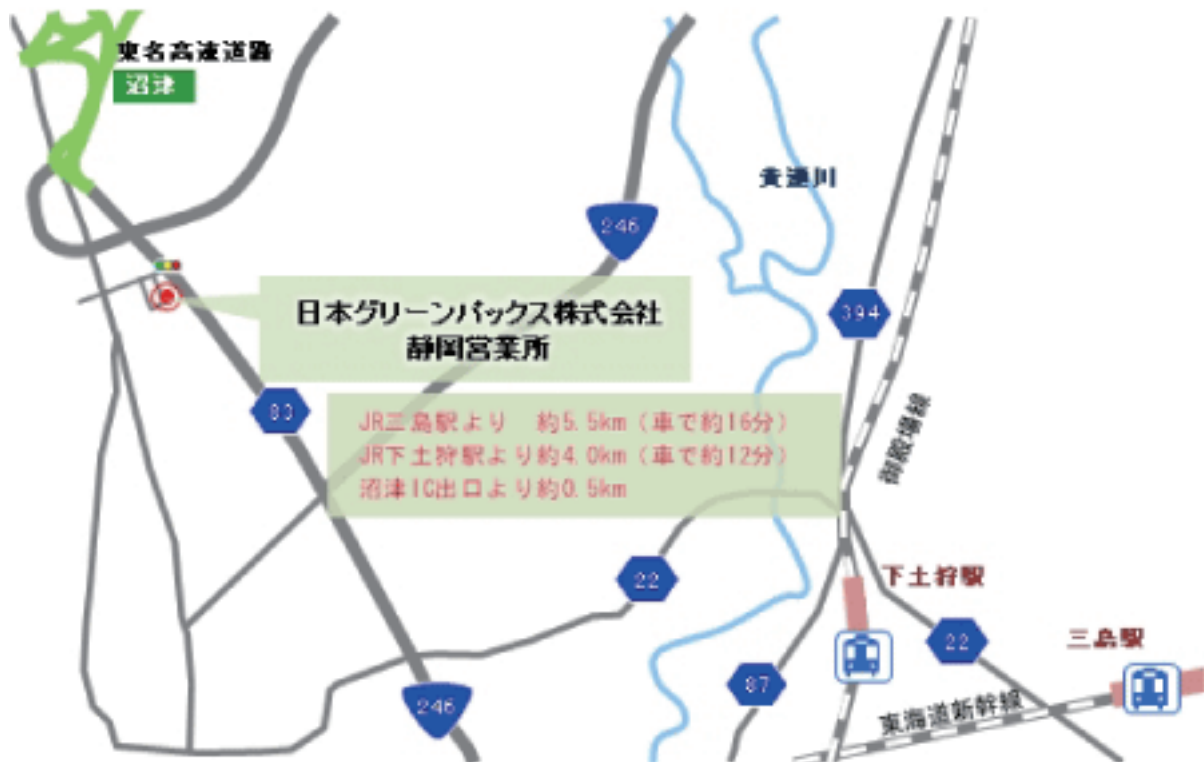 東名高速道路
沼津
246
黄瀬川
日本グリーンパックス株式会社
静岡営業所
394
83
JR三島駅より 約5.5km（車で約16分）
JR下土狩駅より約4.0km（車で約12分）
沼津IC出口より約0.5km
御殿場線
22
下土狩駅
22
三島駅
87
246
東海道新幹線